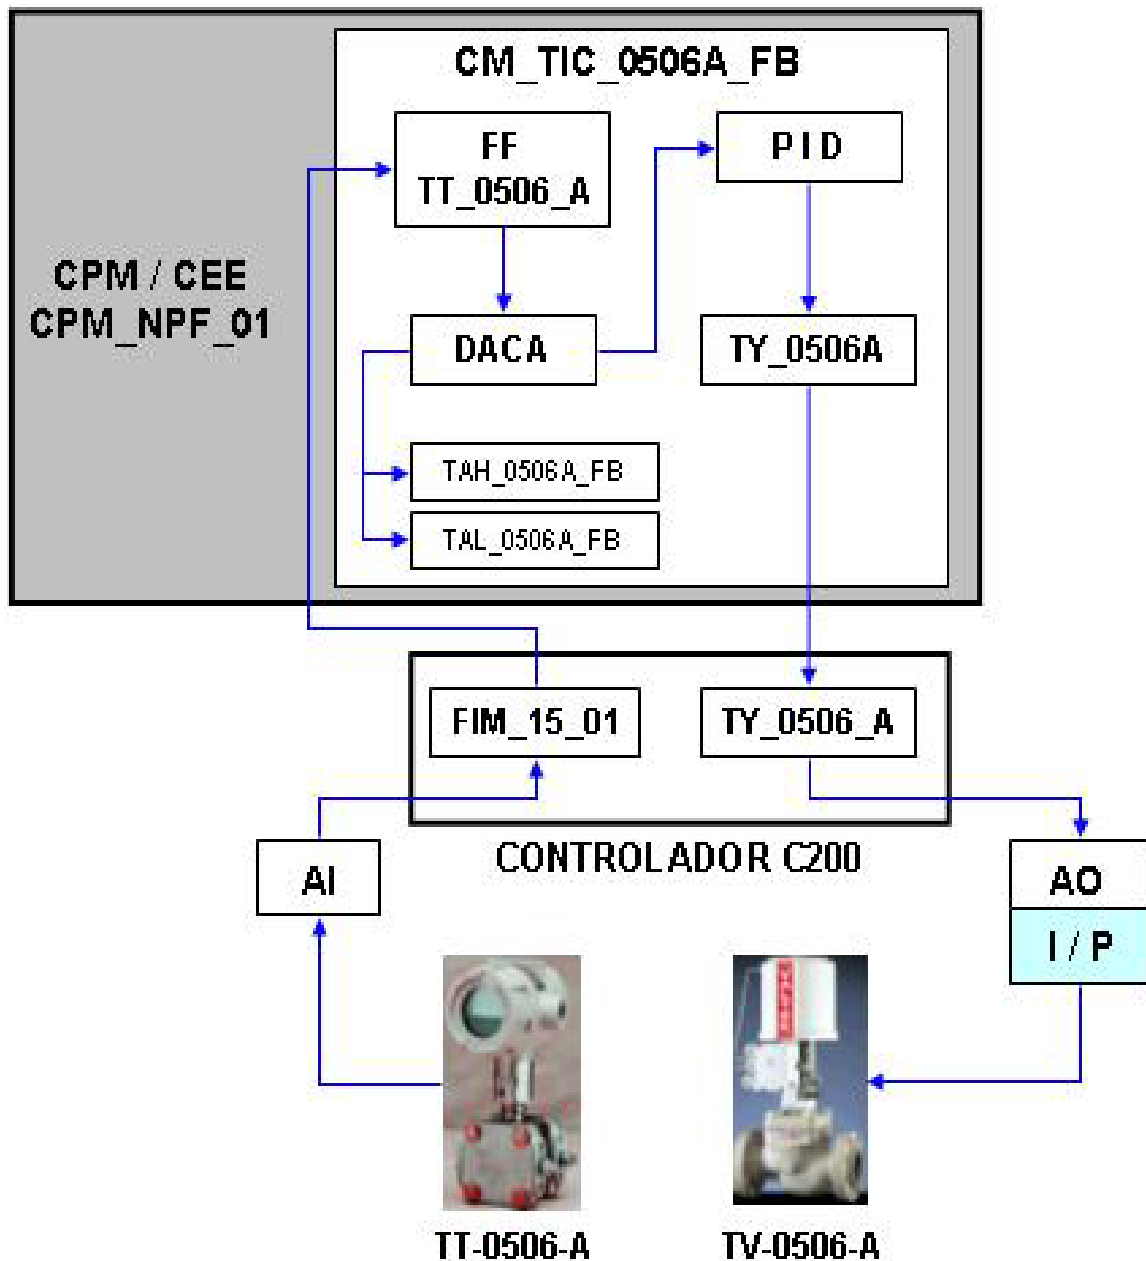 CM_TIC_0506A_FB
FF
TT_0506_A
PID
CPM / CEE
CPM_NPF_01
DACA
TY_0506A
TAH_0506A_FB
TAL_0506A_FB
FIM_15_01
TY_0506_A
CONTROLADOR C200
AI
AO
I / P
TT-0506-A
TV-0506-A